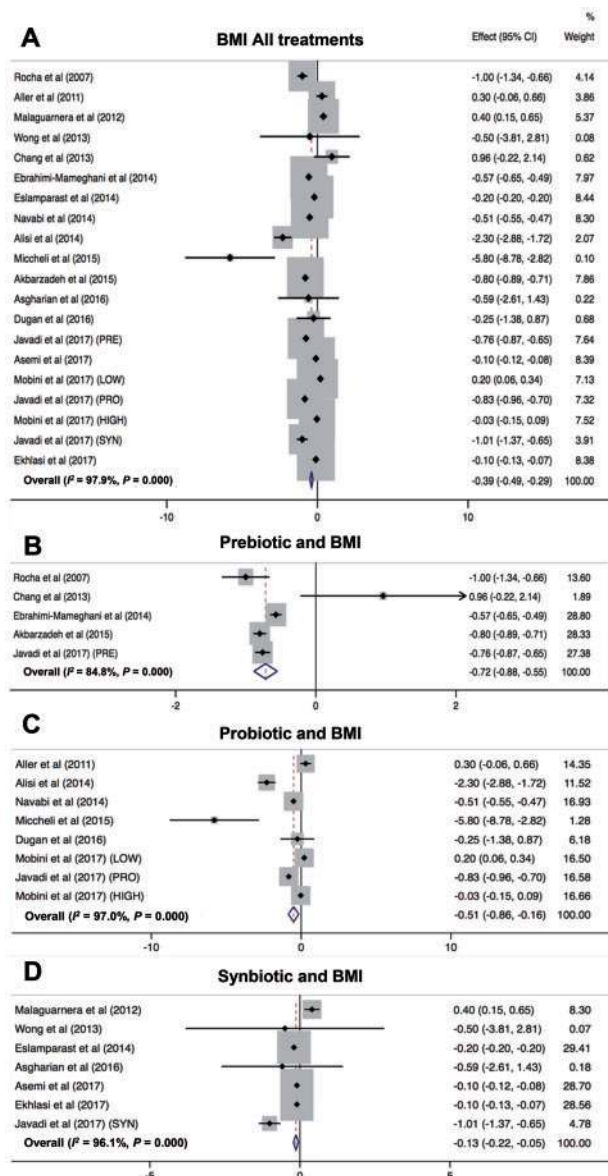 %
A
BMI All treatments
Effect (95% CI) Weight
Rocha et al (2007) -1.00 (-1.34, -0.66) 4.14
Aller et al (2011) 0.30 (-0.06, 0.66) 3.86
Malaguarnera et al (2012) 0.40 (0.15, 0.65) 5.37
Wong et al (2013) -0.50 (-3.81, 2.81) 0.08
Chang et al (2013) 0.96 (-0.22, 2.14) 0.62
Ebrahimi-Mameghani et al (2014) -0.57 (-0.65, -0.49) 7.97
Eslamparast et al (2014) -0.20 (-0.20, -0.20) 8.44
Navabi et al (2014) -0.51 (-0.55, -0.47) 8.30
Alisi et al (2014) -2.30 (-2.88, -1.72) 2.07
Miccheli et al (2015) -5.80 (-8.78, -2.82) 0.10
Akbarzadeh et al (2015) -0.80 (-0.89, -0.71) 7.86
Asgharian et al (2016) -0.59 (-2.61, 1.43) 0.22
Dugan et al (2016) -0.25 (-1.38, 0.87) 0.68
Javadi et al (2017) (PRE) -0.76 (-0.87, -0.65) 7.64
Asemi et al (2017) -0.10 (-0.12, -0.08) 8.39
Mobini et al (2017) (LOW) 0.20 (0.06, 0.34) 7.13
Javadi et al (2017) (PRO) -0.83 (-0.96, -0.70) 7.32
Mobini et al (2017) (HIGH) -0.03 (-0.15, 0.09) 7.52
Javadi et al (2017) (SYN) -1.01 (-1.37, -0.65) 3.91
Ekhlasi et al (2017) -0.10 (-0.13, -0.07) 8.38
Overall (I² = 97.9%, P = 0.000) -0.39 (-0.49, -0.29) 100.00
-10 0 10
B
Prebiotic and BMI
Rocha et al (2007) -1.00 (-1.34, -0.66) 13.60
Chang et al (2013) 0.96 (-0.22, 2.14) 1.89
Ebrahimi-Mameghani et al (2014) -0.57 (-0.65, -0.49) 28.80
Akbarzadeh et al (2015) -0.80 (-0.89, -0.71) 28.33
Javadi et al (2017) (PRE) -0.76 (-0.87, -0.65) 27.38
Overall (I² = 84.8%, P = 0.000) -0.72 (-0.88, -0.55) 100.00
-2 0 2
C
Probiotic and BMI
Aller et al (2011) 0.30 (-0.06, 0.66) 14.35
Alisi et al (2014) -2.30 (-2.88, -1.72) 11.52
Navabi et al (2014) -0.51 (-0.55, -0.47) 16.93
Miccheli et al (2015) -5.80 (-8.78, -2.82) 1.28
Dugan et al (2016) -0.25 (-1.38, 0.87) 6.18
Mobini et al (2017) (LOW) 0.20 (0.06, 0.34) 16.50
Javadi et al (2017) (PRO) -0.83 (-0.96, -0.70) 16.58
Mobini et al (2017) (HIGH) -0.03 (-0.15, 0.09) 16.66
Overall (I² = 97.0%, P = 0.000) -0.51 (-0.86, -0.16) 100.00
-10 0 10
D
Synbiotic and BMI
Malaguarnera et al (2012) 0.40 (0.15, 0.65) 8.30
Wong et al (2013) -0.50 (-3.81, 2.81) 0.07
Eslamparast et al (2014) -0.20 (-0.20, -0.20) 29.41
Asgharian et al (2016) -0.59 (-2.61, 1.43) 0.18
Asemi et al (2017) -0.10 (-0.12, -0.08) 28.70
Ekhlasi et al (2017) -0.10 (-0.13, -0.07) 28.56
Javadi et al (2017) (SYN) -1.01 (-1.37, -0.65) 4.78
Overall (I² = 96.1%, P = 0.000) -0.13 (-0.22, -0.05) 100.00